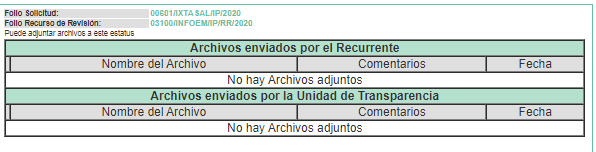 Folio Solicitud: 00601/IXTASAL/IP/2020
Folio Recurso de Revisión: 03100/INFOEM/IP/RR/2020
Puede adjuntar archivos a este estatus
Archivos enviados por el Recurrente
Nombre del Archivo Comentarios Fecha
No hay Archivos adjuntos
Archivos enviados por la Unidad de Transparencia
Nombre del Archivo Comentarios Fecha
No hay Archivos adjuntos